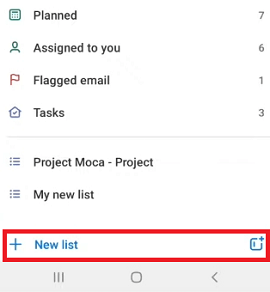 Planned 7
Assigned to you 6
Flagged email 1
Tasks 3
Project Moca - Project
My new list
New list